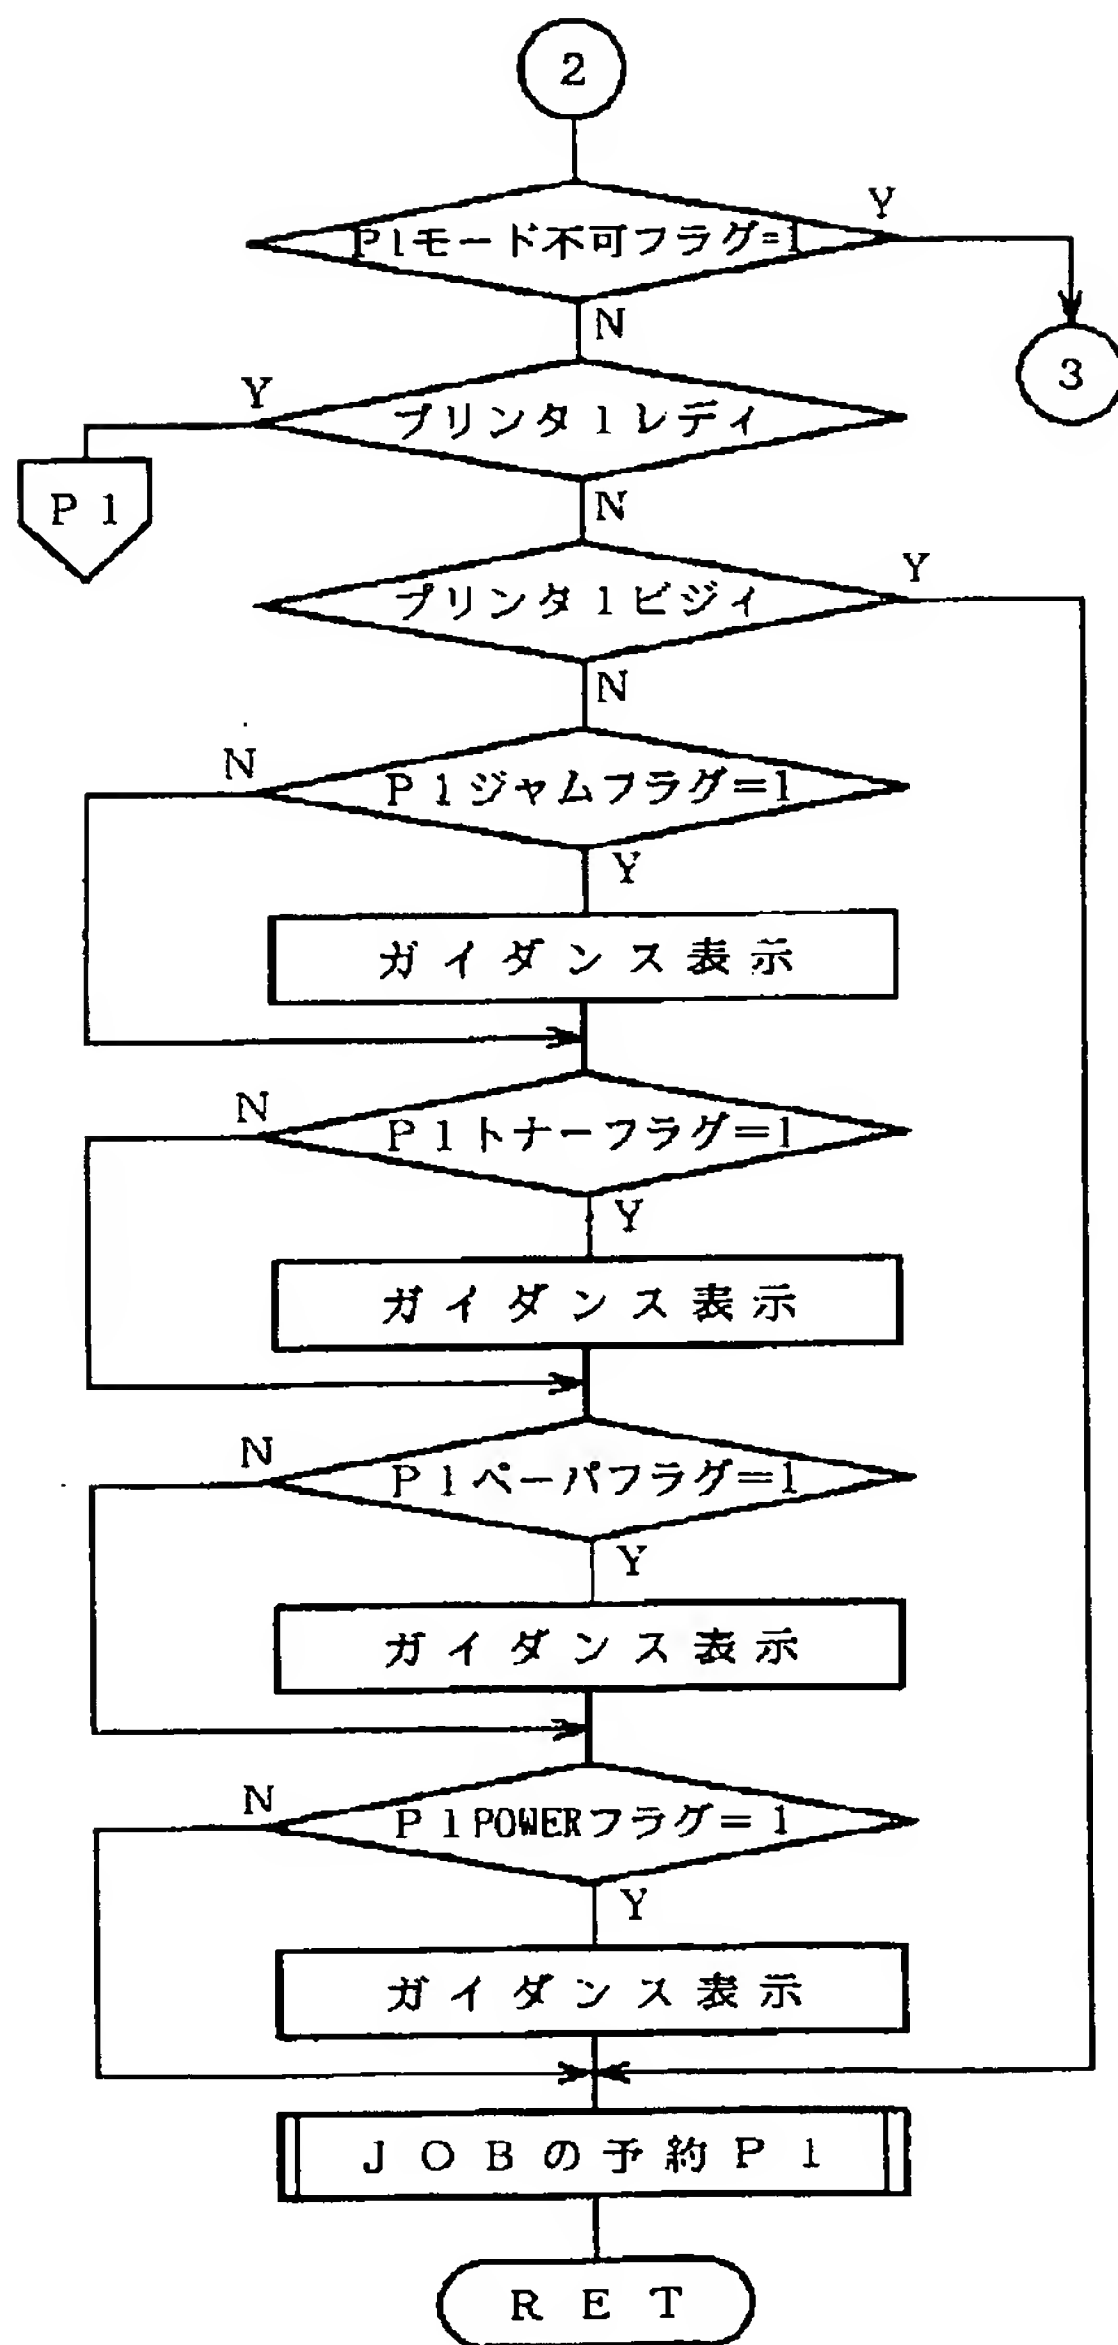 2
Y
P1モード不可フラグ=1
N
3
Y
プリンタ1レディ
P 1
N
Y
プリンタ1ビジィ
N
N
P1ジャムフラグ=1
Y
ガイダンス表示
N
P1トナーフラグ=1
Y
ガイダンス表示
N
P1ペーパフラグ=1
Y
ガイダンス表示
N
P1POWERフラグ=1
Y
ガイダンス表示
JOBの予約P1
RET